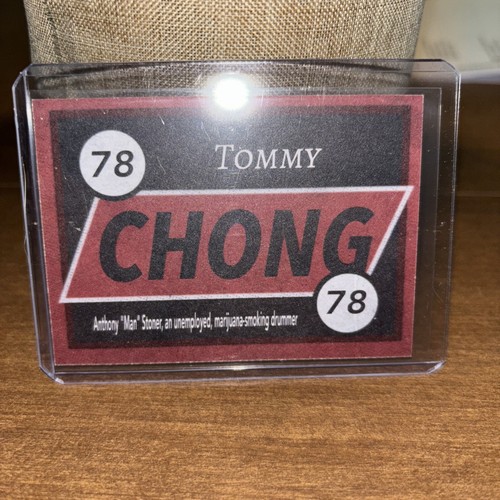 78
TOMMY
CHONG
78
Anthony "Man" Stoner, an unemployed, marijuana-smoking drummer